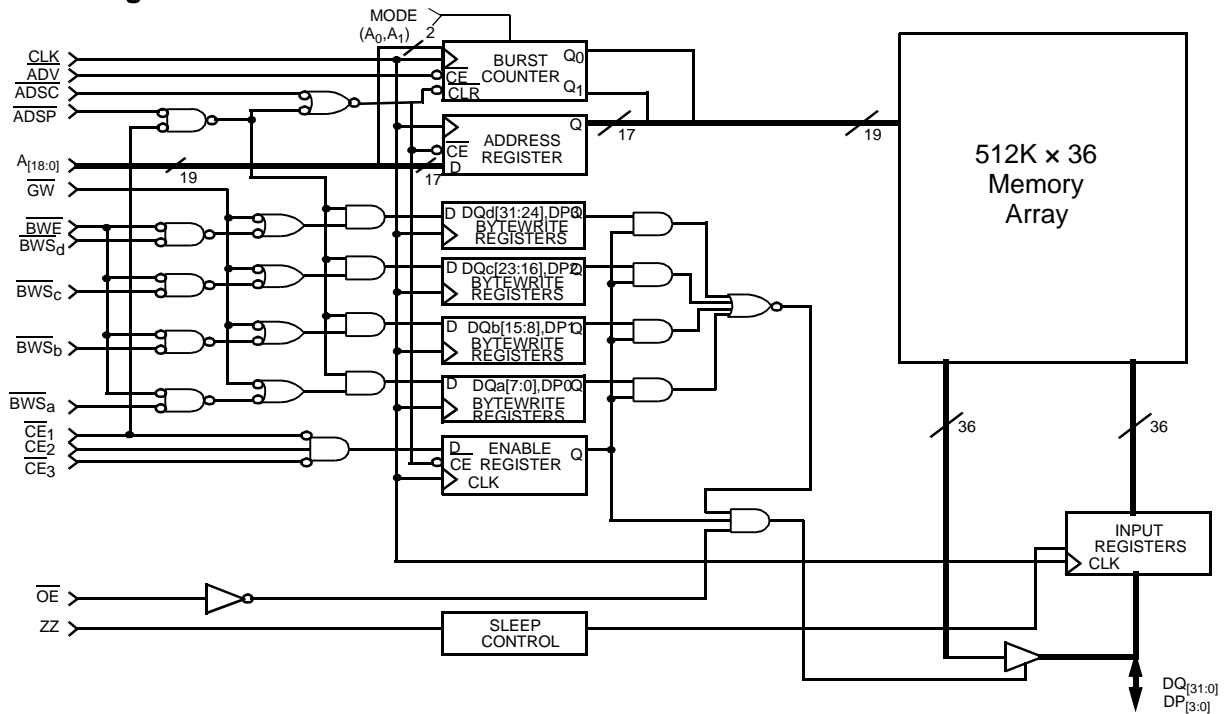 MODE
(A0,A1) 2
CLK
ADV
ADSC
ADSP
A[18:0]
GW
BWE
BWSd
BWSc
BWSb
BWSa
CE1
CE2
CE3
OE
ZZ
19
17
BURST
COUNTER
CE
CLR
Q0
Q1
ADDRESS
REGISTER
CE
D
Q
17
19
D DQd[31:24],DP3 Q
BYTEWRITE
REGISTERS
D DQc[23:16],DP2 Q
BYTEWRITE
REGISTERS
D DQb[15:8],DP1 Q
BYTEWRITE
REGISTERS
D DQa[7:0],DP0 Q
BYTEWRITE
REGISTERS
D ENABLE Q
CE REGISTER
CLK
SLEEP
CONTROL
512K × 36
Memory
Array
36
36
INPUT
REGISTERS
CLK
DQ[31:0]
DP[3:0]